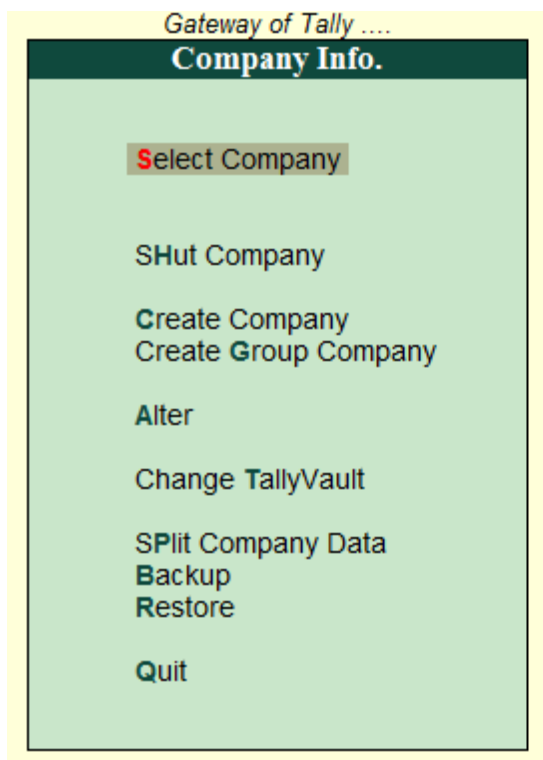 Gateway of Tally ....
Company Info.
Select Company
SHut Company
Create Company
Create Group Company
Alter
Change TallyVault
SPlit Company Data
Backup
Restore
Quit